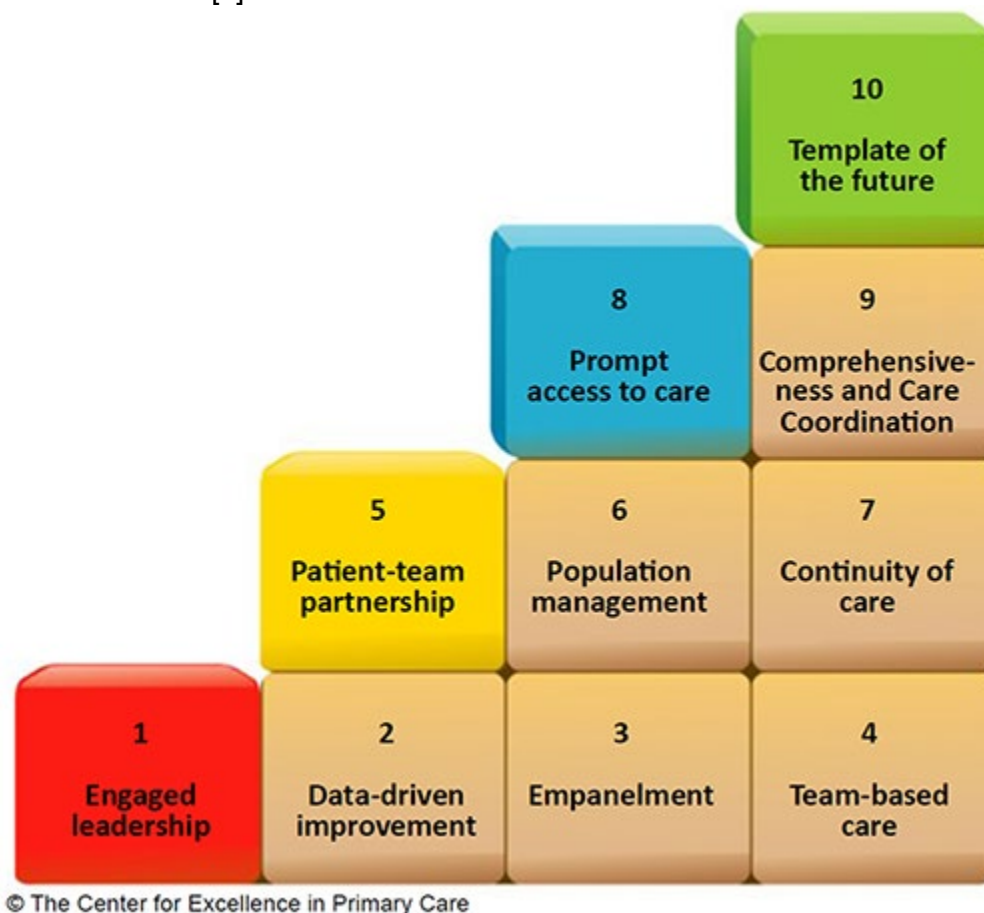 10
Template of
the future
8
Prompt
access to care
9
Comprehensive-
ness and Care
Coordination
5
Patient-team
partnership
6
Population
management
7
Continuity of
care
1
Engaged
leadership
2
Data-driven
improvement
3
Empanelment
4
Team-based
care
© The Center for Excellence in Primary Care